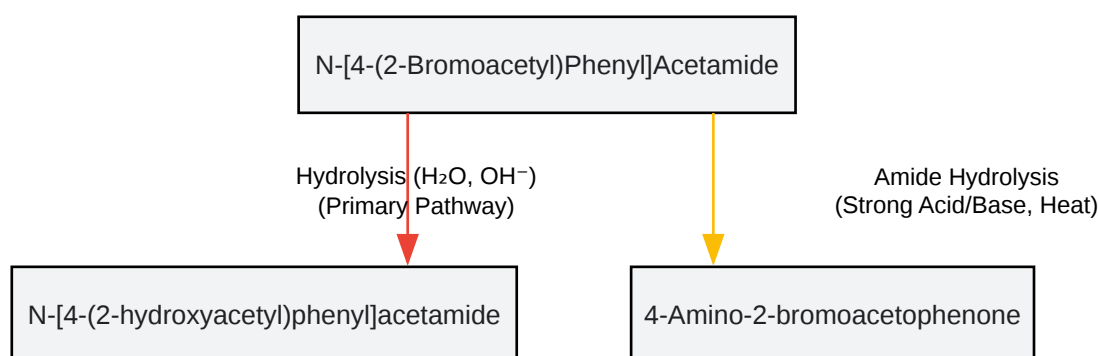 N-[4-(2-Bromoacetyl)Phenyl]Acetamide
Hydrolysis (H₂O, OH⁻)
(Primary Pathway)
Amide Hydrolysis
(Strong Acid/Base, Heat)
N-[4-(2-hydroxyacetyl)phenyl]acetamide
4-Amino-2-bromoacetophenone